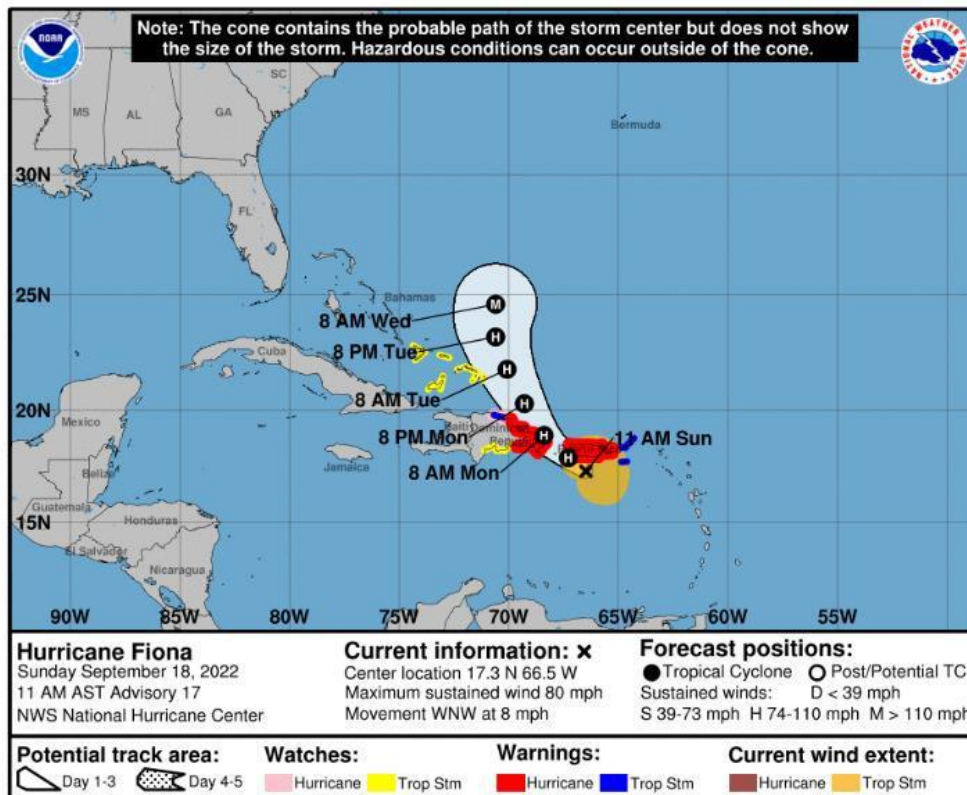 Note: The cone contains the probable path of the storm center but does not show
the size of the storm. Hazardous conditions can occur outside of the cone.
NOAA
NATIONAL WEATHER SERVICE
SC
MS
AL
GA
Bermuda
30N
FL
25N
Bahamas
8 AM Wed
8 PM Tue
Cuba
8 AM Tue
20N
Mexico
Haiti
Dominican
Republic
8 PM Mon
11 AM Sun
Jamaica
8 AM Mon
Belize
Guatemala
Honduras
15N
El Salvador
Nicaragua
M
H
H
H
H
H
90W 85W 80W 75W 70W 65W 60W 55W
Hurricane Fiona
Sunday September 18, 2022
11 AM AST Advisory 17
NWS National Hurricane Center
Current information: ×
Center location 17.3 N 66.5 W
Maximum sustained wind 80 mph
Movement WNW at 8 mph
Forecast positions:
Tropical Cyclone Post/Potential TC
Sustained winds: D < 39 mph
S 39-73 mph H 74-110 mph M > 110 mph
Potential track area:
Day 1-3 Day 4-5
Watches:
Hurricane Trop Stm
Warnings:
Hurricane Trop Stm
Current wind extent:
Hurricane Trop Stm